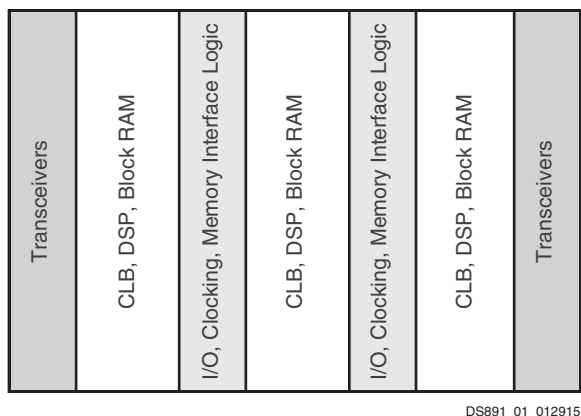 Transceivers
CLB, DSP, Block RAM
I/O, Clocking, Memory Interface Logic
CLB, DSP, Block RAM
I/O, Clocking, Memory Interface Logic
CLB, DSP, Block RAM
Transceivers
DS891_01_012915